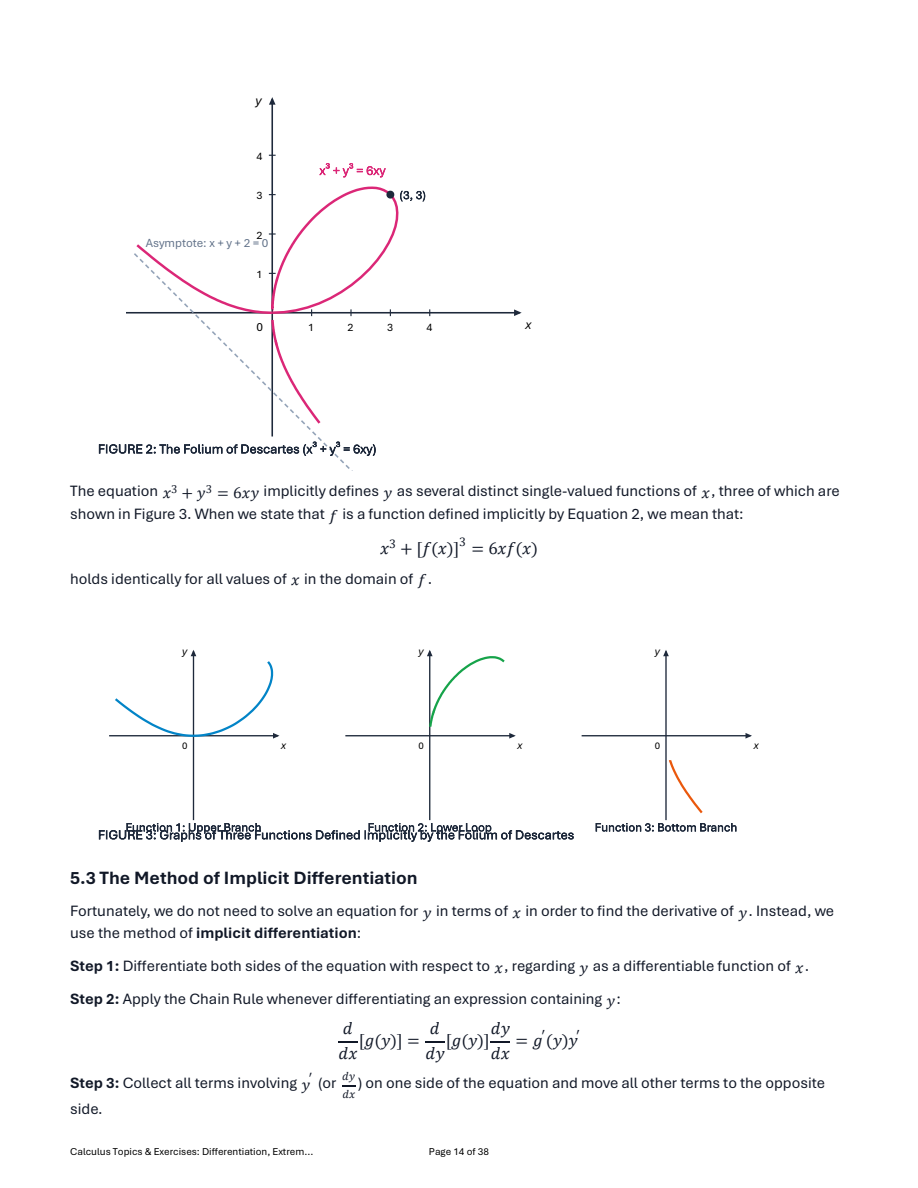 y
4
x³ + y³ = 6xy
3
(3, 3)
2
Asymptote: x + y + 2 = 0
1
0
1
2
3
4
x
FIGURE 2: The Folium of Descartes (x³ + y³ = 6xy)
The equation x³ + y³ = 6xy implicitly defines y as several distinct single-valued functions of x, three of which are
shown in Figure 3. When we state that f is a function defined implicitly by Equation 2, we mean that:
x³ + [f(x)]³ = 6xf(x)
holds identically for all values of x in the domain of f.
y
0
x
y
0
x
y
0
x
Function 1: Upper Branch
Function 2: Lower Loop
Function 3: Bottom Branch
FIGURE 3: Graphs of Three Functions Defined Implicitly by the Folium of Descartes
5.3 The Method of Implicit Differentiation
Fortunately, we do not need to solve an equation for y in terms of x in order to find the derivative of y. Instead, we
use the method of implicit differentiation:
Step 1: Differentiate both sides of the equation with respect to x, regarding y as a differentiable function of x.
Step 2: Apply the Chain Rule whenever differentiating an expression containing y:
d/dx [g(y)] = d/dy [g(y)] dy/dx = g′(y)y′
Step 3: Collect all terms involving y′ (or dy/dx) on one side of the equation and move all other terms to the opposite
side.
Calculus Topics & Exercises: Differentiation, Extrem...
Page 14 of 38